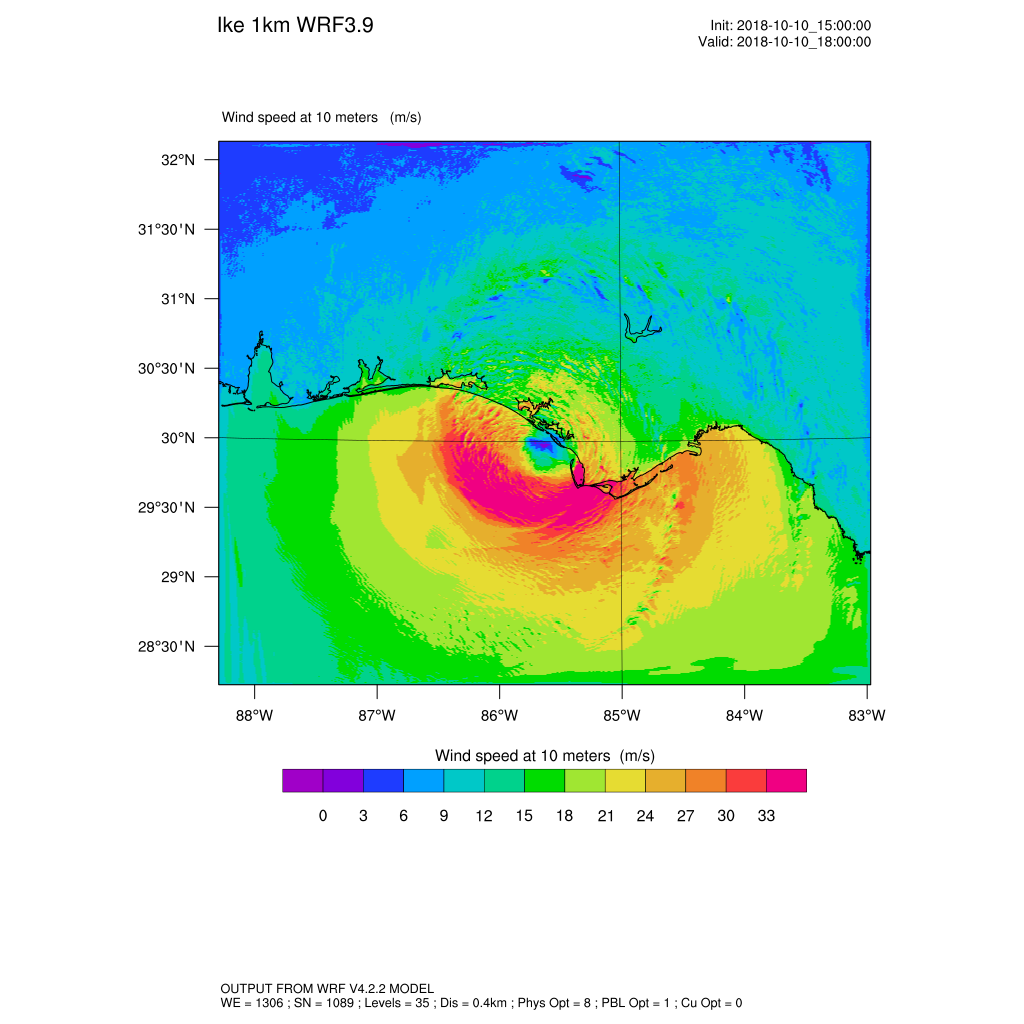 Ike 1km WRF3.9
Init: 2018-10-10_15:00:00
Valid: 2018-10-10_18:00:00
Wind speed at 10 meters (m/s)
32°N
31°30'N
31°N
30°30'N
30°N
29°30'N
29°N
28°30'N
88°W 87°W 86°W 85°W 84°W 83°W
Wind speed at 10 meters (m/s)
0 3 6 9 12 15 18 21 24 27 30 33
OUTPUT FROM WRF V4.2.2 MODEL
WE = 1306 ; SN = 1089 ; Levels = 35 ; Dis = 0.4km ; Phys Opt = 8 ; PBL Opt = 1 ; Cu Opt = 0